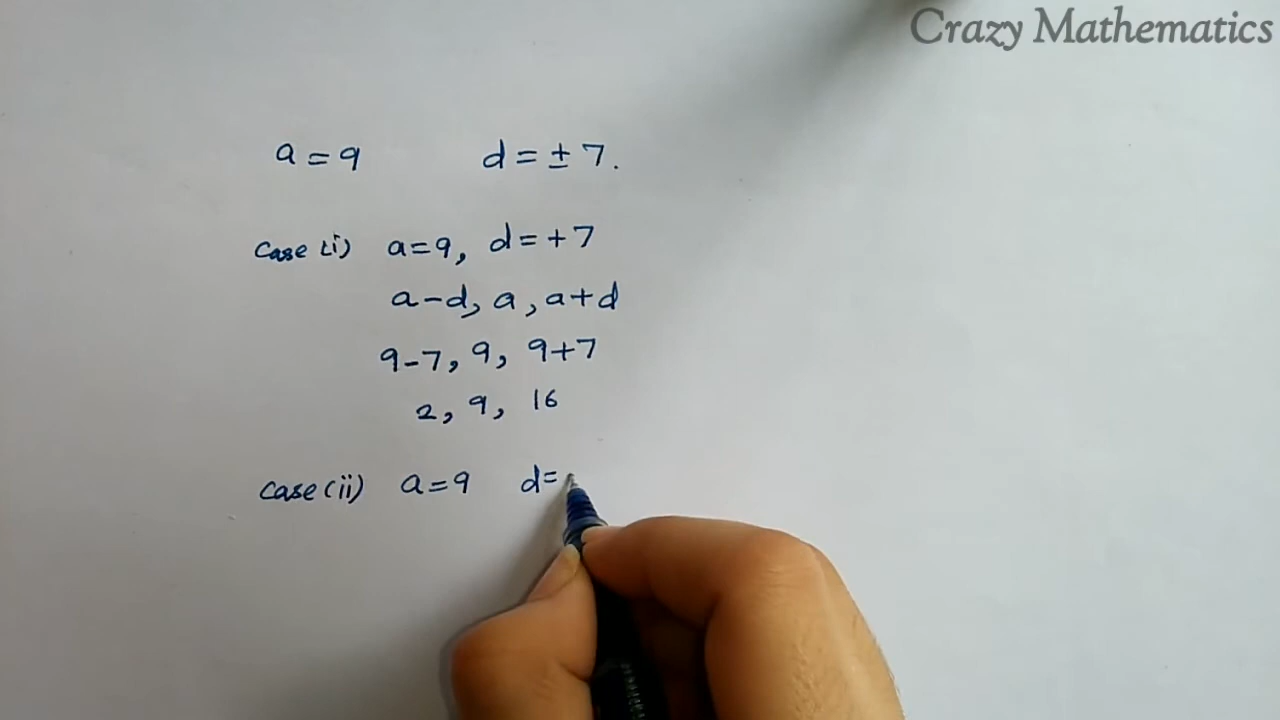 Crazy Mathematics
a = 9 d = ± 7.
Case (i) a = 9, d = + 7
a - d, a, a + d
9 - 7, 9, 9 + 7
2, 9, 16
Case (ii) a = 9 d =